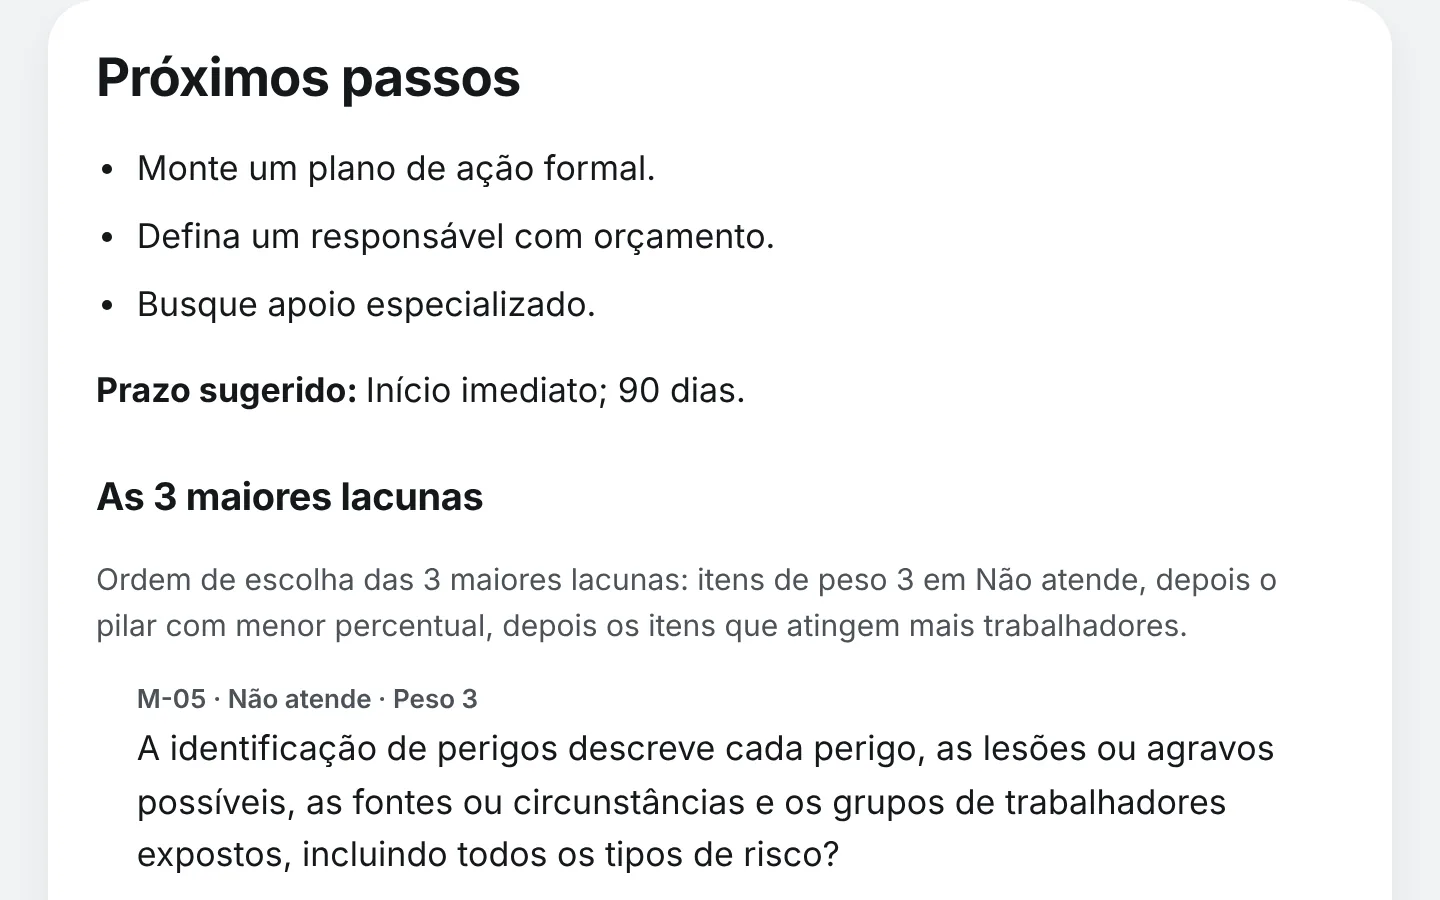 Próximos passos
• Monte um plano de ação formal.
• Defina um responsável com orçamento.
• Busque apoio especializado.
Prazo sugerido: Início imediato; 90 dias.
As 3 maiores lacunas
Ordem de escolha das 3 maiores lacunas: itens de peso 3 em Não atende, depois o
pilar com menor percentual, depois os itens que atingem mais trabalhadores.
M-05 · Não atende · Peso 3
A identificação de perigos descreve cada perigo, as lesões ou agravos
possíveis, as fontes ou circunstâncias e os grupos de trabalhadores
expostos, incluindo todos os tipos de risco?